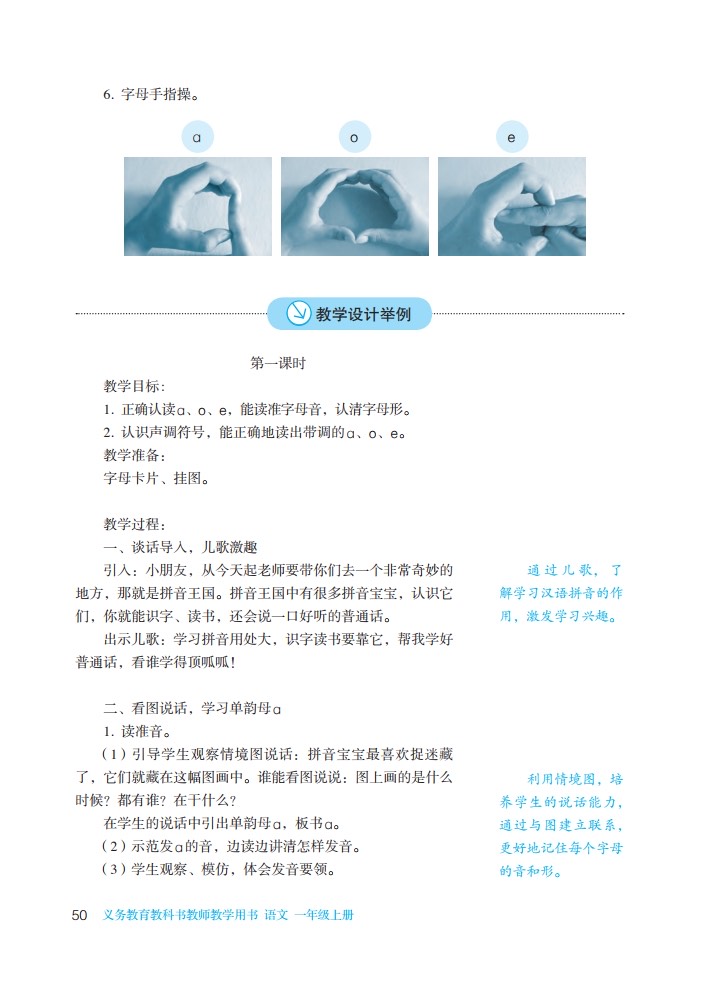 6. 字母手指操。
ɑ
o
e
教学设计举例
第一课时
教学目标：
1. 正确认读ɑ、o、e，能读准字母音，认清字母形。
2. 认识声调符号，能正确地读出带调的ɑ、o、e。
教学准备：
字母卡片、挂图。
教学过程：
一、谈话导入，儿歌激趣
引入：小朋友，从今天起老师要带你们去一个非常奇妙的
地方，那就是拼音王国。拼音王国中有很多拼音宝宝，认识它
们，你就能识字、读书，还会说一口好听的普通话。
出示儿歌：学习拼音用处大，识字读书要靠它，帮我学好
普通话，看谁学得顶呱呱！
通过儿歌，了
解学习汉语拼音的作
用，激发学习兴趣。
二、看图说话，学习单韵母ɑ
1. 读准音。
（1）引导学生观察情境图说话：拼音宝宝最喜欢捉迷藏
了，它们就藏在这幅图画中。谁能看图说说：图上画的是什么
时候？都有谁？在干什么？
在学生的说话中引出单韵母ɑ，板书ɑ。
（2）示范发ɑ的音，边读边讲清怎样发音。
（3）学生观察、模仿，体会发音要领。
利用情境图，培
养学生的说话能力，
通过与图建立联系，
更好地记住每个字母
的音和形。
50 义务教育教科书教师教学用书 语文 一年级上册